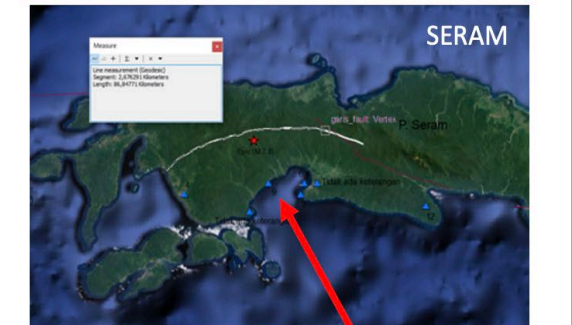 SERAM
Measure
Line measurement (Geodesic)
Segment: 2,676291 Kilometers
Length: 86,84771 Kilometers
garis_fault: Vertex
P. Seram
Tidak ada keterangan
12